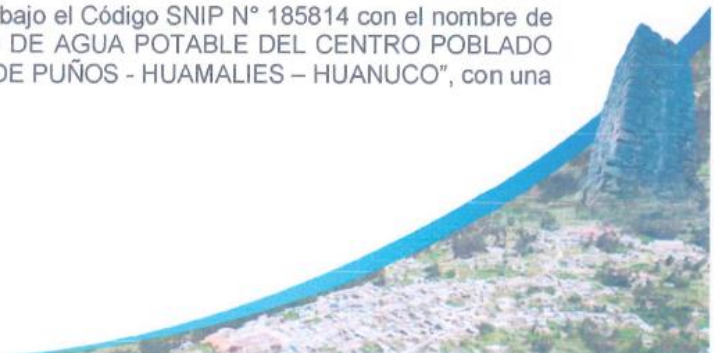 bajo el Código SNIP N° 185814 con el nombre de
DE AGUA POTABLE DEL CENTRO POBLADO
DE PUÑOS - HUAMALIES – HUANUCO", con una